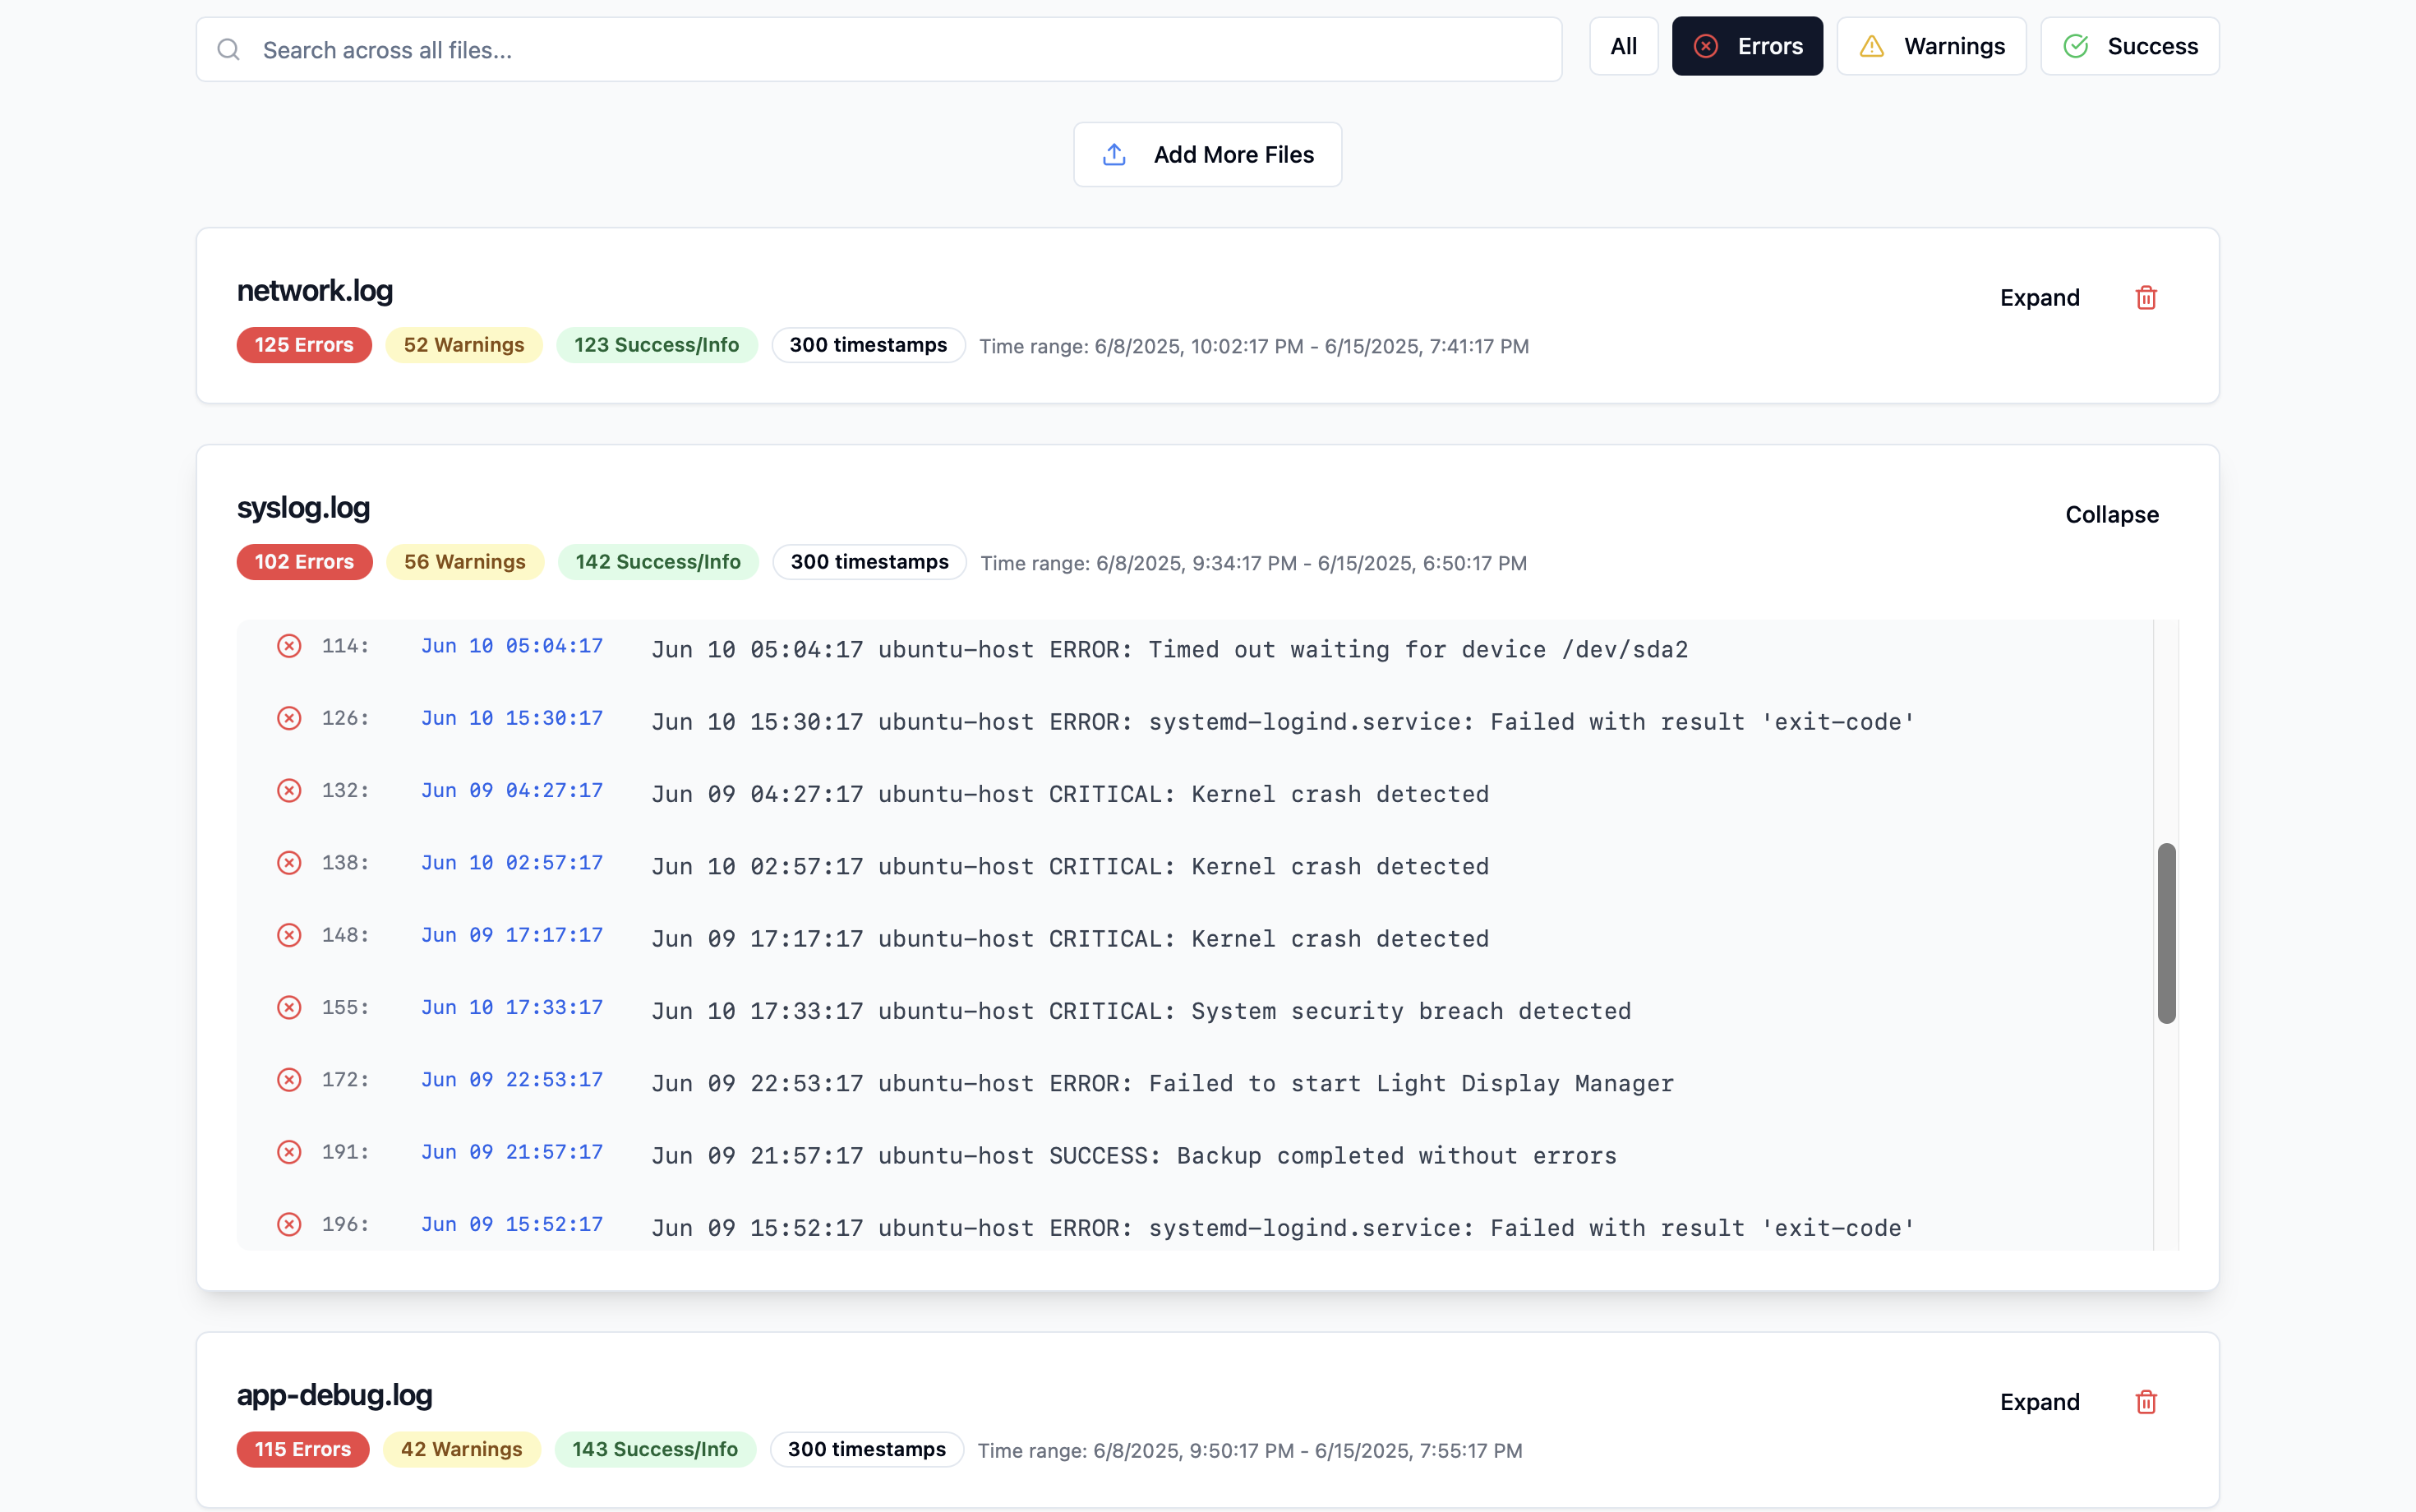 Search across all files...
All
Errors
Warnings
Success
Add More Files
network.log
Expand
125 Errors
52 Warnings
123 Success/Info
300 timestamps
Time range: 6/8/2025, 10:02:17 PM - 6/15/2025, 7:41:17 PM
syslog.log
Collapse
102 Errors
56 Warnings
142 Success/Info
300 timestamps
Time range: 6/8/2025, 9:34:17 PM - 6/15/2025, 6:50:17 PM
114: Jun 10 05:04:17 Jun 10 05:04:17 ubuntu-host ERROR: Timed out waiting for device /dev/sda2
126: Jun 10 15:30:17 Jun 10 15:30:17 ubuntu-host ERROR: systemd-logind.service: Failed with result 'exit-code'
132: Jun 09 04:27:17 Jun 09 04:27:17 ubuntu-host CRITICAL: Kernel crash detected
138: Jun 10 02:57:17 Jun 10 02:57:17 ubuntu-host CRITICAL: Kernel crash detected
148: Jun 09 17:17:17 Jun 09 17:17:17 ubuntu-host CRITICAL: Kernel crash detected
155: Jun 10 17:33:17 Jun 10 17:33:17 ubuntu-host CRITICAL: System security breach detected
172: Jun 09 22:53:17 Jun 09 22:53:17 ubuntu-host ERROR: Failed to start Light Display Manager
191: Jun 09 21:57:17 Jun 09 21:57:17 ubuntu-host SUCCESS: Backup completed without errors
196: Jun 09 15:52:17 Jun 09 15:52:17 ubuntu-host ERROR: systemd-logind.service: Failed with result 'exit-code'
app-debug.log
Expand
115 Errors
42 Warnings
143 Success/Info
300 timestamps
Time range: 6/8/2025, 9:50:17 PM - 6/15/2025, 7:55:17 PM